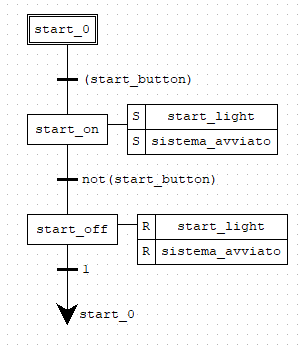 start_0
(start_button)
start_on
S start_light
S sistema_avviato
not(start_button)
start_off
R start_light
R sistema_avviato
1
start_0